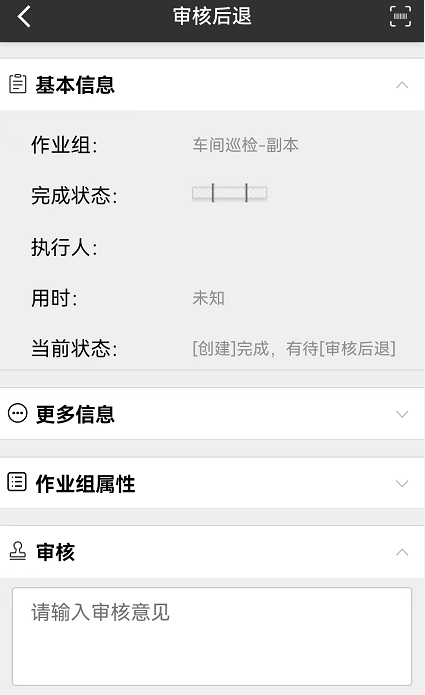 审核后退
基本信息
作业组： 车间巡检-副本
完成状态：
执行人：
用时： 未知
当前状态： [创建]完成，有待[审核后退]
更多信息
作业组属性
审核
请输入审核意见